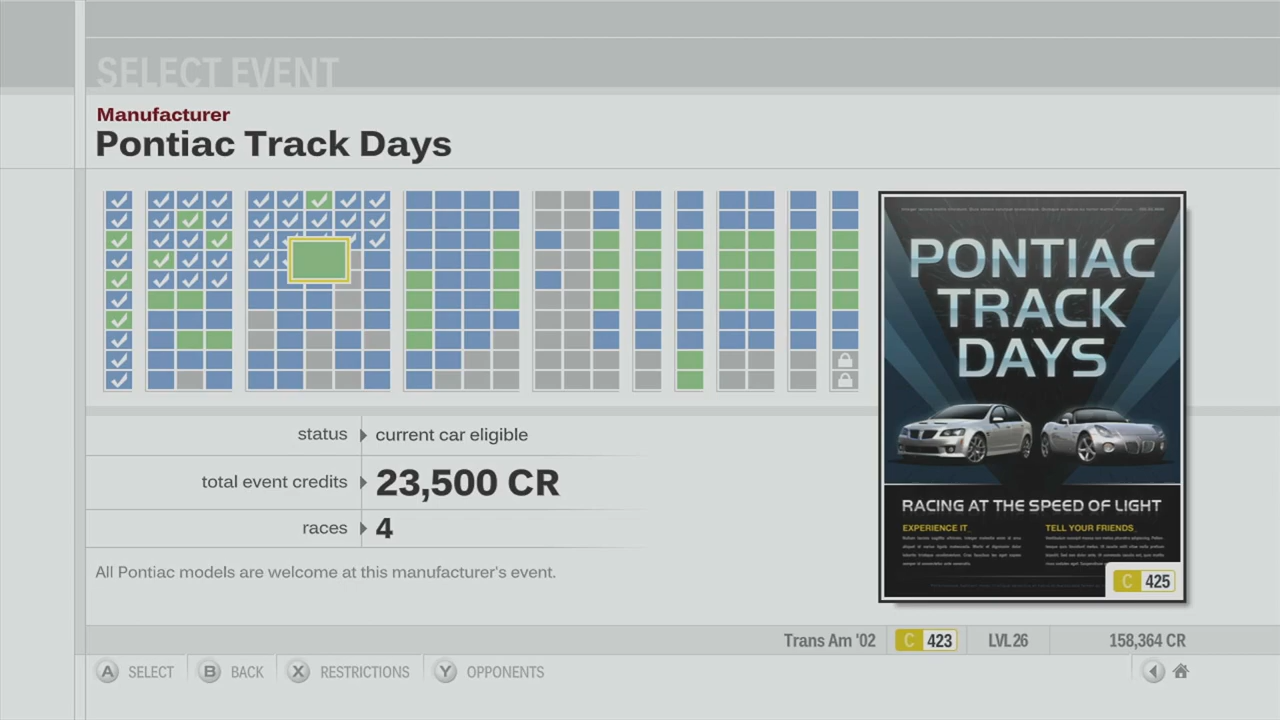 SELECT EVENT
Manufacturer
Pontiac Track Days
PONTIAC
TRACK
DAYS
RACING AT THE SPEED OF LIGHT
EXPERIENCE IT_
TELL YOUR FRIENDS_
C 425
status current car eligible
total event credits 23,500 CR
races 4
All Pontiac models are welcome at this manufacturer's event.
Trans Am '02 C 423 LVL 26 158,364 CR
A SELECT B BACK X RESTRICTIONS Y OPPONENTS